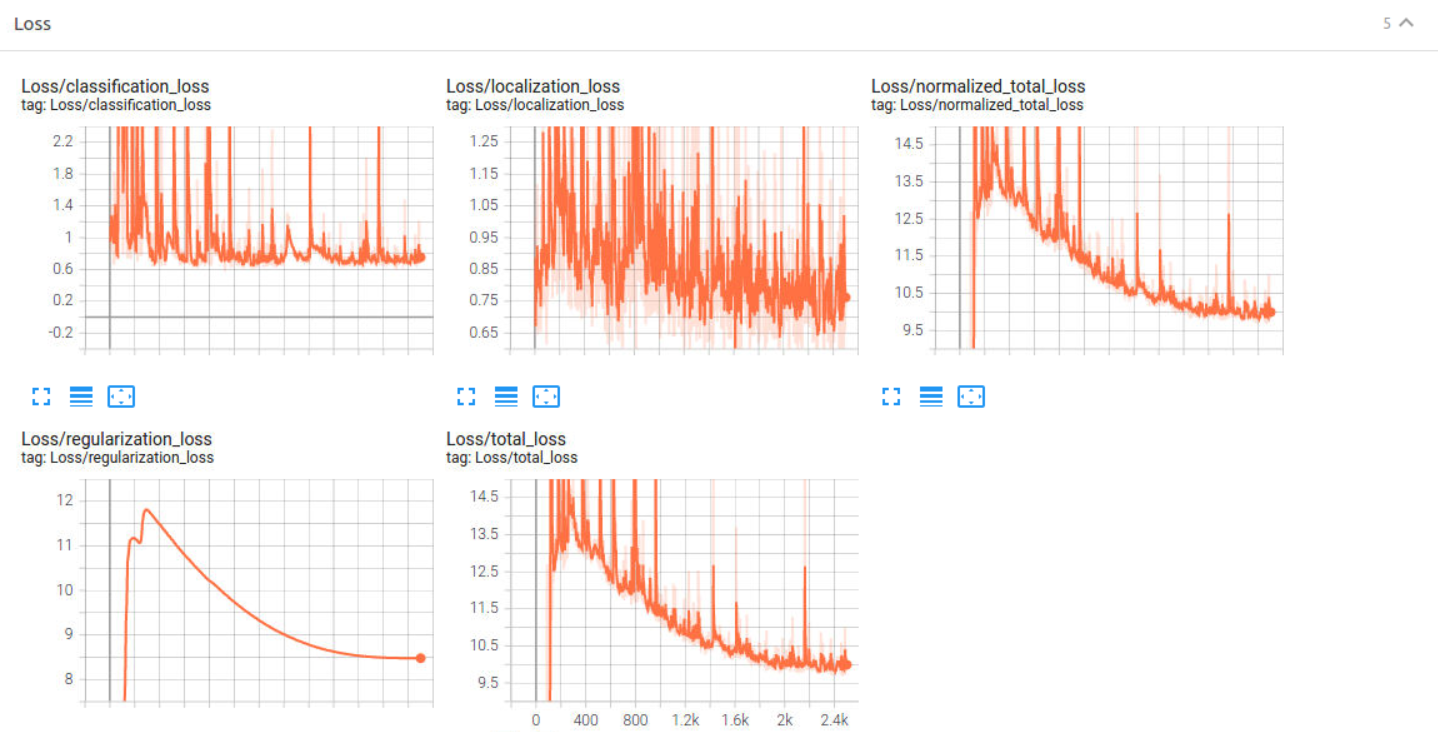 Loss
5
Loss/classification_loss
tag: Loss/classification_loss
2.2
1.8
1.4
1
0.6
0.2
-0.2
Loss/localization_loss
tag: Loss/localization_loss
1.25
1.15
1.05
0.95
0.85
0.75
0.65
Loss/normalized_total_loss
tag: Loss/normalized_total_loss
14.5
13.5
12.5
11.5
10.5
9.5
Loss/regularization_loss
tag: Loss/regularization_loss
12
11
10
9
8
Loss/total_loss
tag: Loss/total_loss
14.5
13.5
12.5
11.5
10.5
9.5
0 400 800 1.2k 1.6k 2k 2.4k